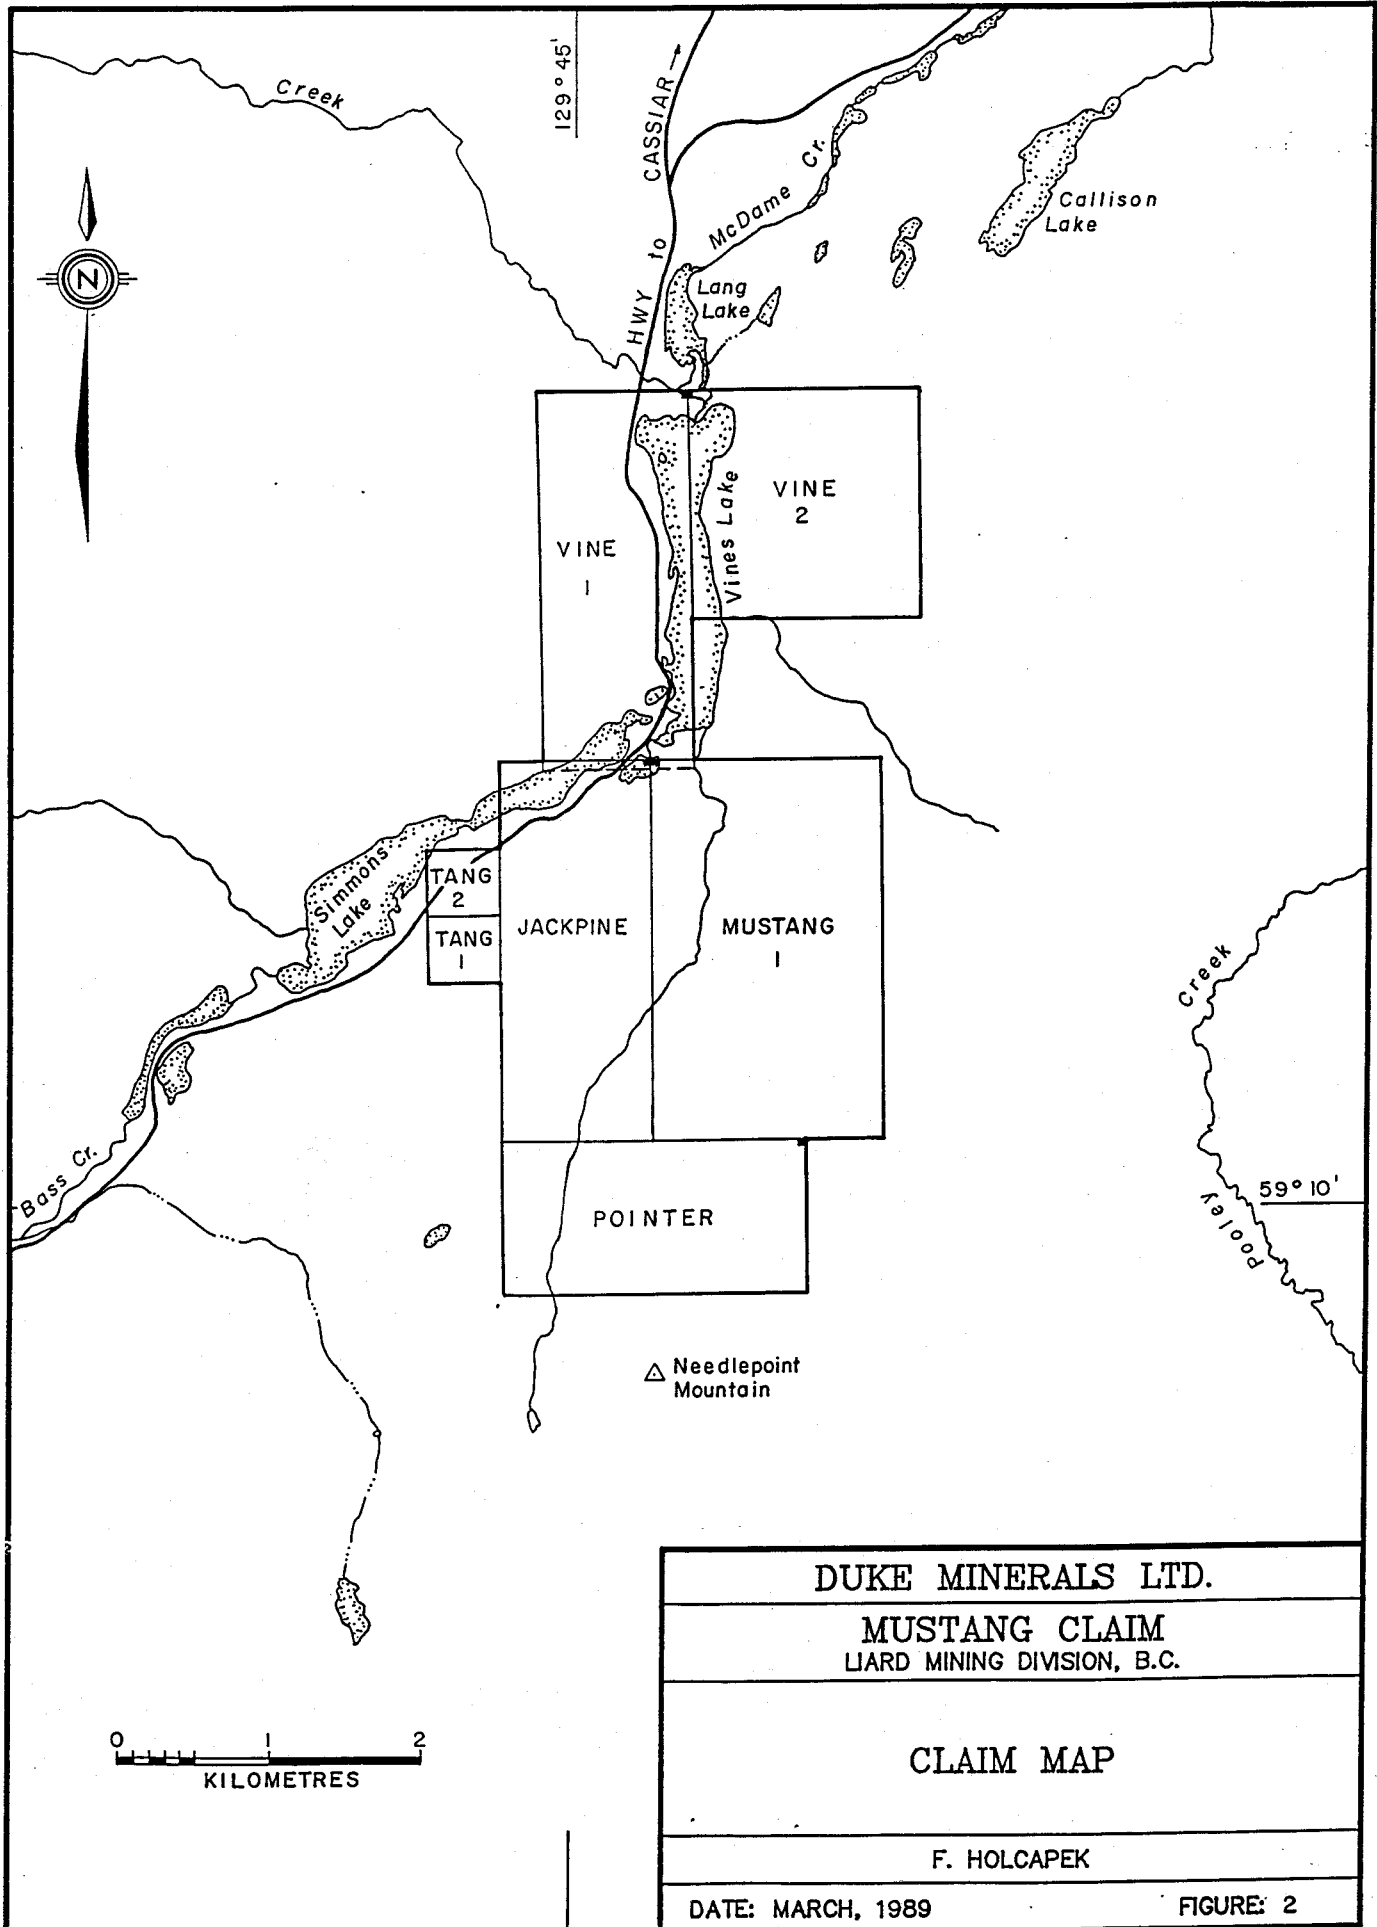 129° 45'
Creek
HWY to CASSIAR
McDame Cr.
Callison
Lake
N
Lang
Lake
VINE
2
Vines Lake
VINE
1
Simmons
Lake
TANG
2
TANG
1
JACKPINE
MUSTANG
1
Creek
Pooley
Bass Cr.
59° 10'
POINTER
Needlepoint
Mountain
0 1 2
KILOMETRES
DUKE MINERALS LTD.
MUSTANG CLAIM
LIARD MINING DIVISION, B.C.
CLAIM MAP
F. HOLCAPEK
DATE: MARCH, 1989 FIGURE: 2